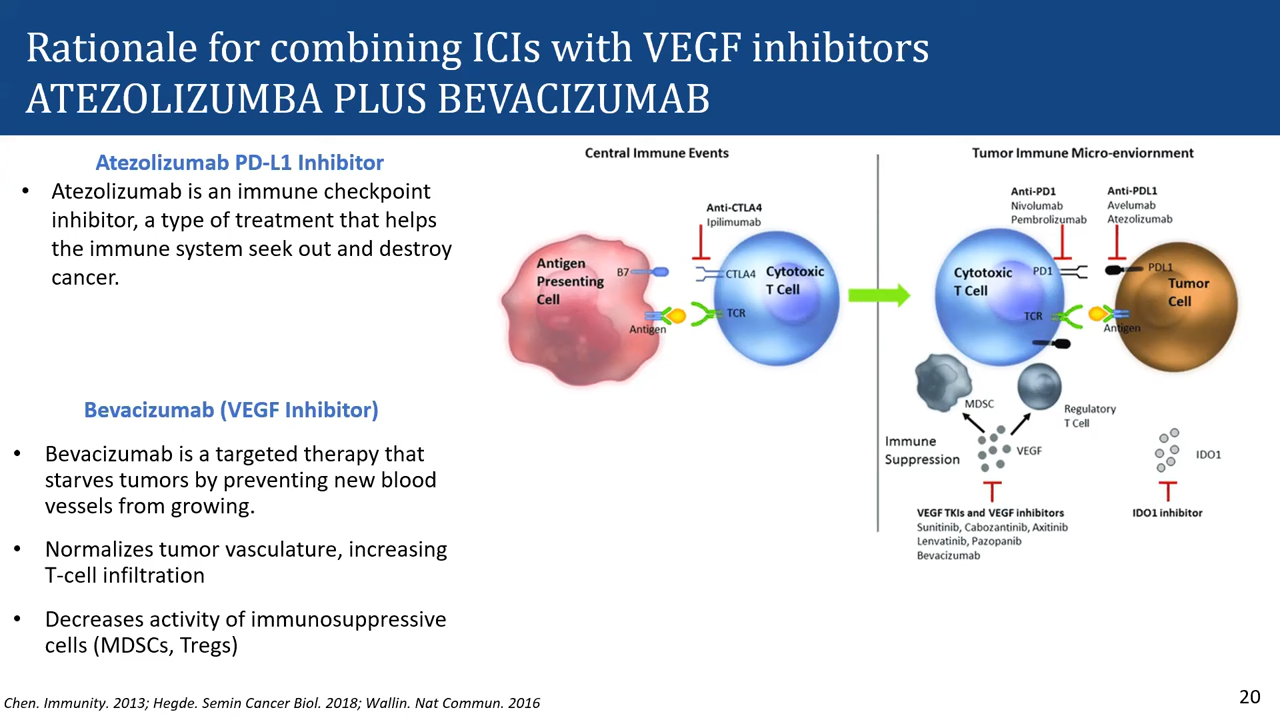 Rationale for combining ICIs with VEGF inhibitors
ATEZOLIZUMBA PLUS BEVACIZUMAB
Atezolizumab PD-L1 Inhibitor
• Atezolizumab is an immune checkpoint
inhibitor, a type of treatment that helps
the immune system seek out and destroy
cancer.
Bevacizumab (VEGF Inhibitor)
• Bevacizumab is a targeted therapy that
starves tumors by preventing new blood
vessels from growing.
• Normalizes tumor vasculature, increasing
T-cell infiltration
• Decreases activity of immunosuppressive
cells (MDSCs, Tregs)
Central Immune Events
Anti-CTLA4
Ipilimumab
Antigen
Presenting
Cell
B7
Antigen
CTLA4
TCR
Cytotoxic
T Cell
Tumor Immune Micro-enviornment
Anti-PD1
Nivolumab
Pembrolizumab
Anti-PDL1
Avelumab
Atezolizumab
Cytotoxic
T Cell
PD1
TCR
PDL1
Antigen
Tumor
Cell
MDSC
Regulatory
T Cell
Immune
Suppression
VEGF
IDO1
VEGF TKIs and VEGF inhibitors
Sunitinib, Cabozantinib, Axitinib
Lenvatinib, Pazopanib
Bevacizumab
IDO1 inhibitor
Chen. Immunity. 2013; Hegde. Semin Cancer Biol. 2018; Wallin. Nat Commun. 2016
20